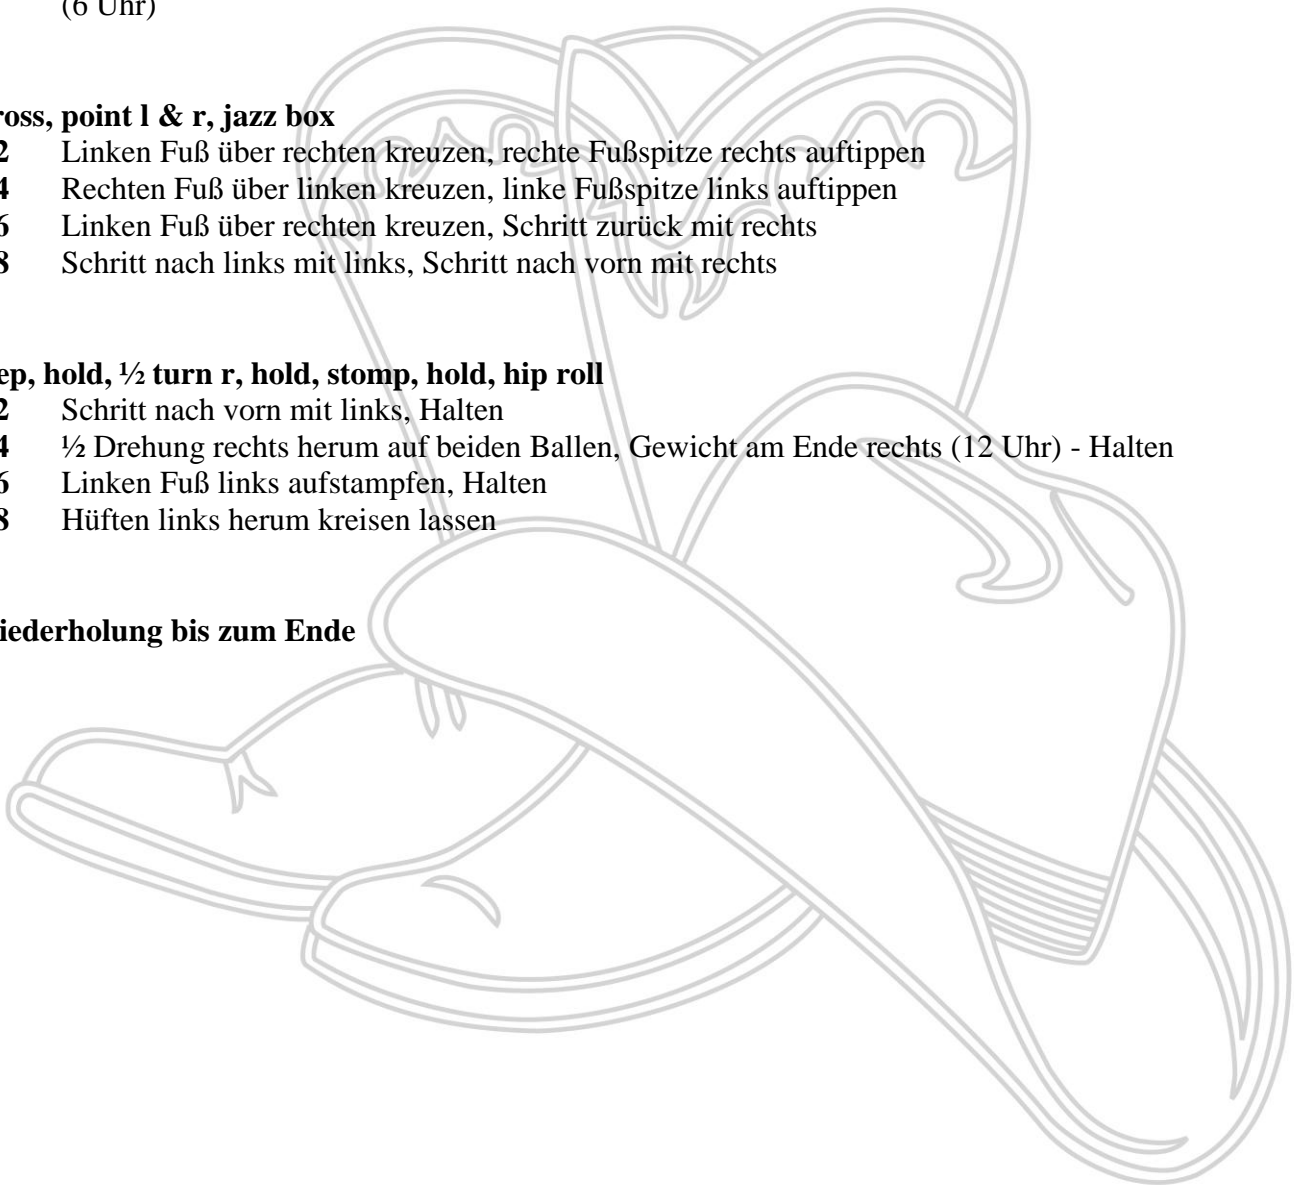 (6 Uhr)
ross, point l & r, jazz box
2 Linken Fuß über rechten kreuzen, rechte Fußspitze rechts auftippen
4 Rechten Fuß über linken kreuzen, linke Fußspitze links auftippen
6 Linken Fuß über rechten kreuzen, Schritt zurück mit rechts
8 Schritt nach links mit links, Schritt nach vorn mit rechts
ep, hold, ½ turn r, hold, stomp, hold, hip roll
2 Schritt nach vorn mit links, Halten
4 ½ Drehung rechts herum auf beiden Ballen, Gewicht am Ende rechts (12 Uhr) - Halten
6 Linken Fuß links aufstampfen, Halten
8 Hüften links herum kreisen lassen
iederholung bis zum Ende